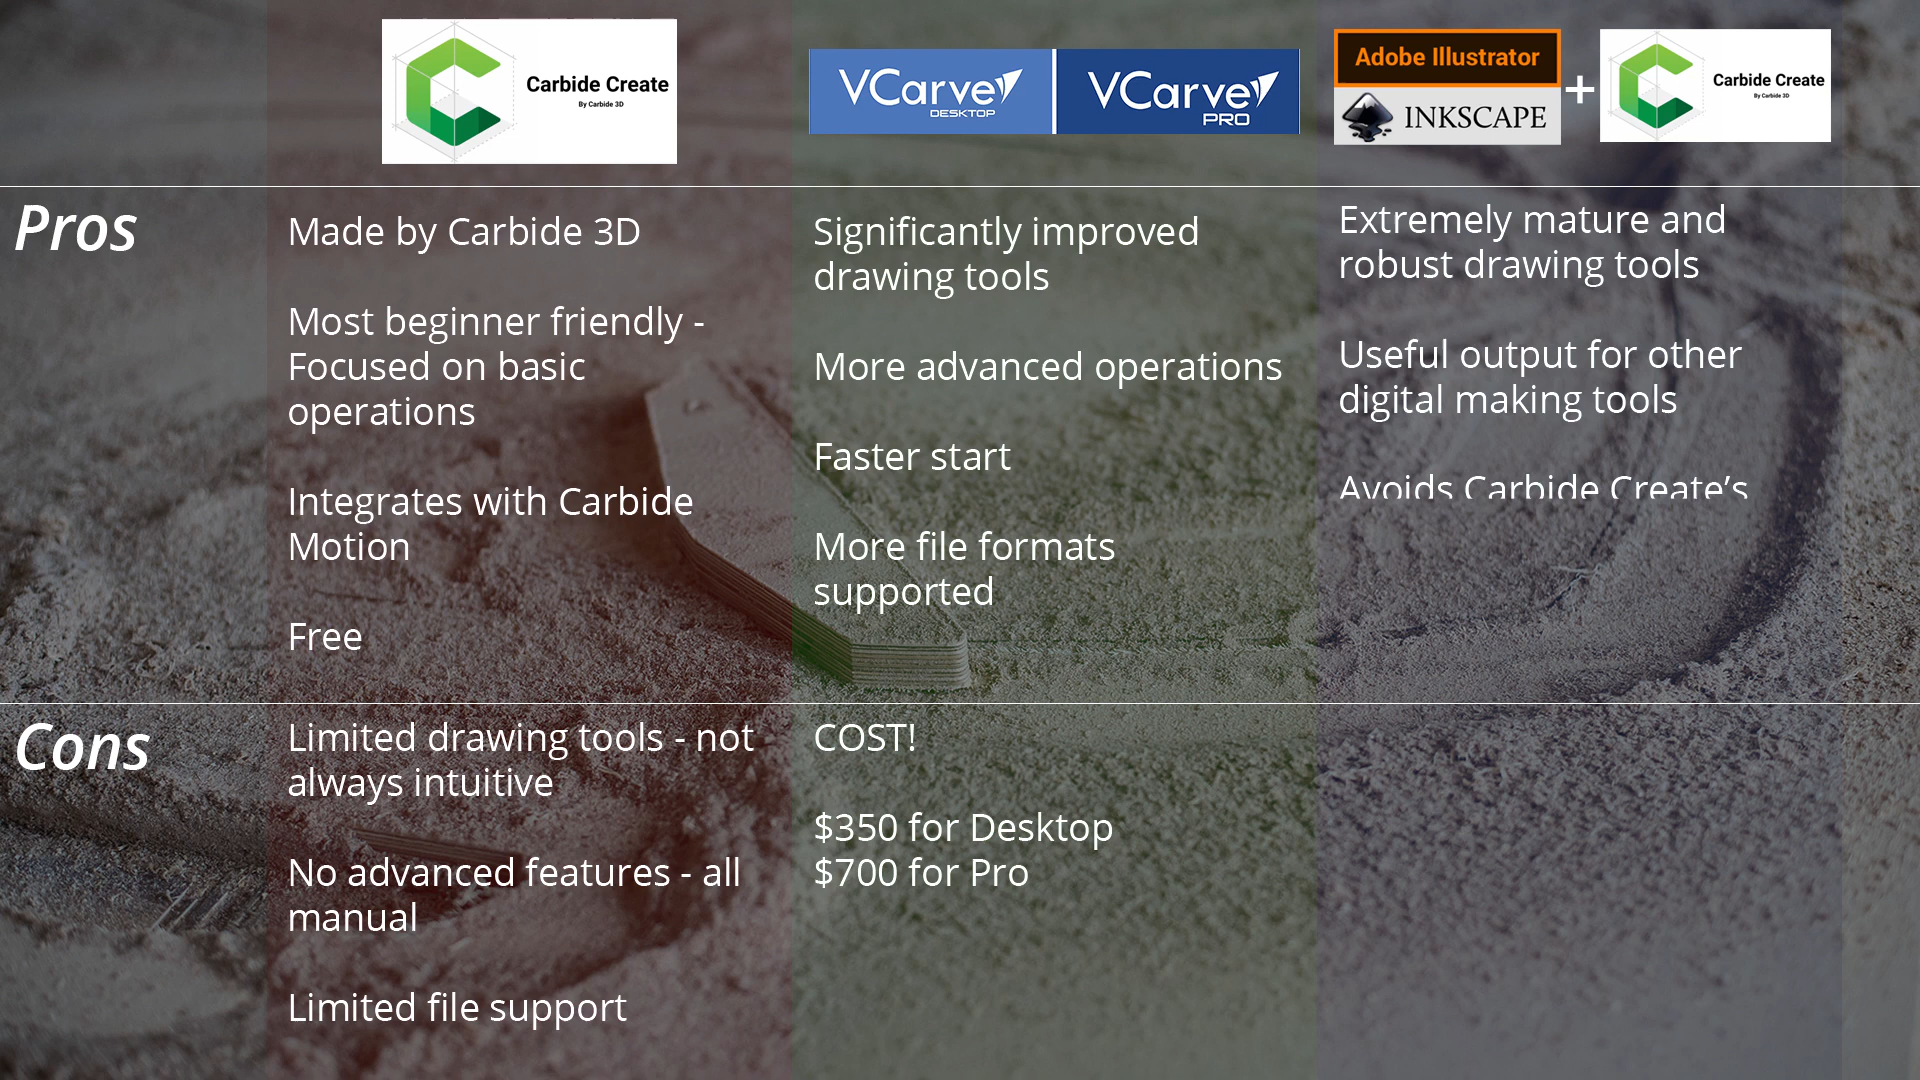 Carbide Create
By Carbide 3D
VCarve
DESKTOP
VCarve
PRO
Adobe Illustrator
INKSCAPE
+
Carbide Create
By Carbide 3D
Pros
Made by Carbide 3D
Most beginner friendly -
Focused on basic
operations
Integrates with Carbide
Motion
Free
Significantly improved
drawing tools
More advanced operations
Faster start
More file formats
supported
Extremely mature and
robust drawing tools
Useful output for other
digital making tools
Avoids Carbide Create’s
Cons
Limited drawing tools - not
always intuitive
No advanced features - all
manual
Limited file support
COST!
$350 for Desktop
$700 for Pro